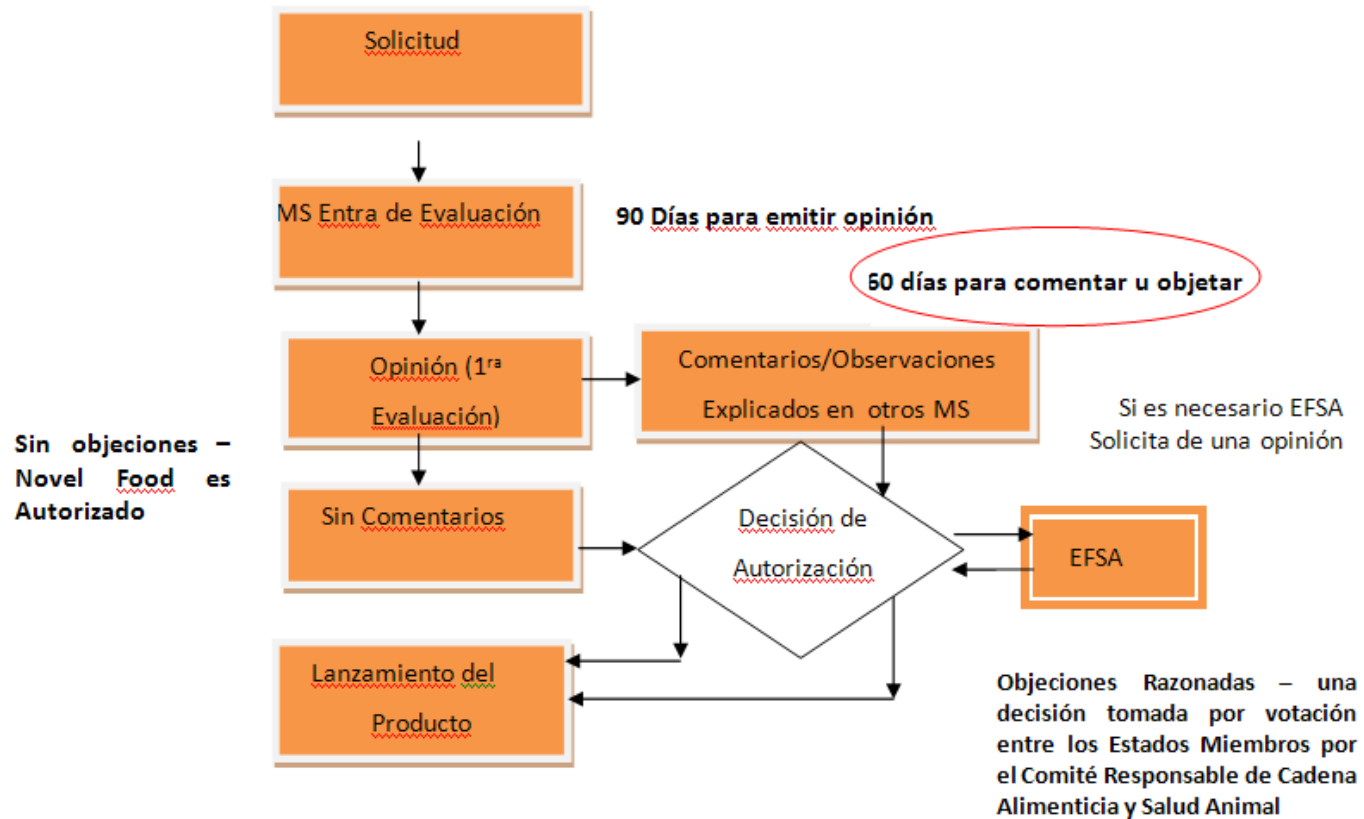 Solicitud
MS Entra de Evaluación
90 Días para emitir opinión
60 días para comentar u objetar
Opinión (1ra
Evaluación)
Comentarios/Observaciones
Explicados en otros MS
Si es necesario EFSA
Solicita de una opinión
Sin objeciones –
Novel Food es
Autorizado
Sin Comentarios
Decisión de
Autorización
EFSA
Lanzamiento del
Producto
Objeciones Razonadas – una
decisión tomada por votación
entre los Estados Miembros por
el Comité Responsable de Cadena
Alimenticia y Salud Animal